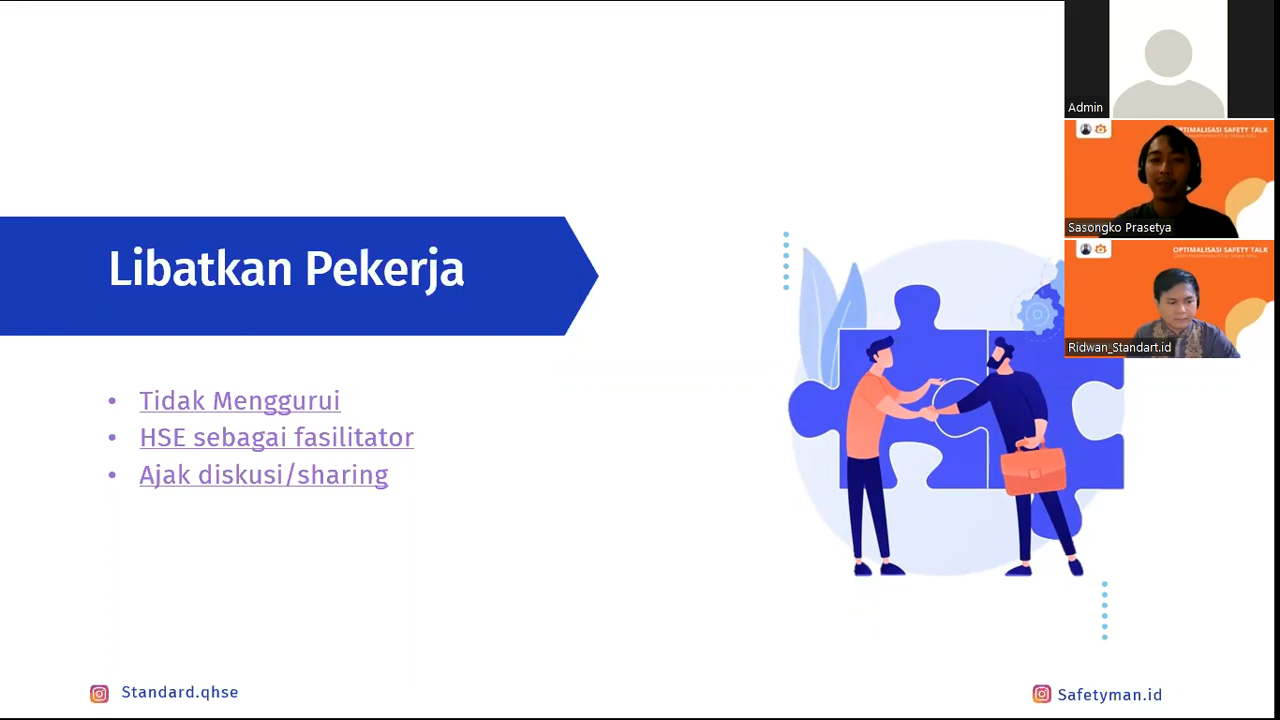 Libatkan Pekerja
• Tidak Menggurui
• HSE sebagai fasilitator
• Ajak diskusi/sharing
Standard.qhse
Safetyman.id
Admin
OPTIMALISASI SAFETY TALK
Sasongko Prasetya
OPTIMALISASI SAFETY TALK
Ridwan_Standart.id